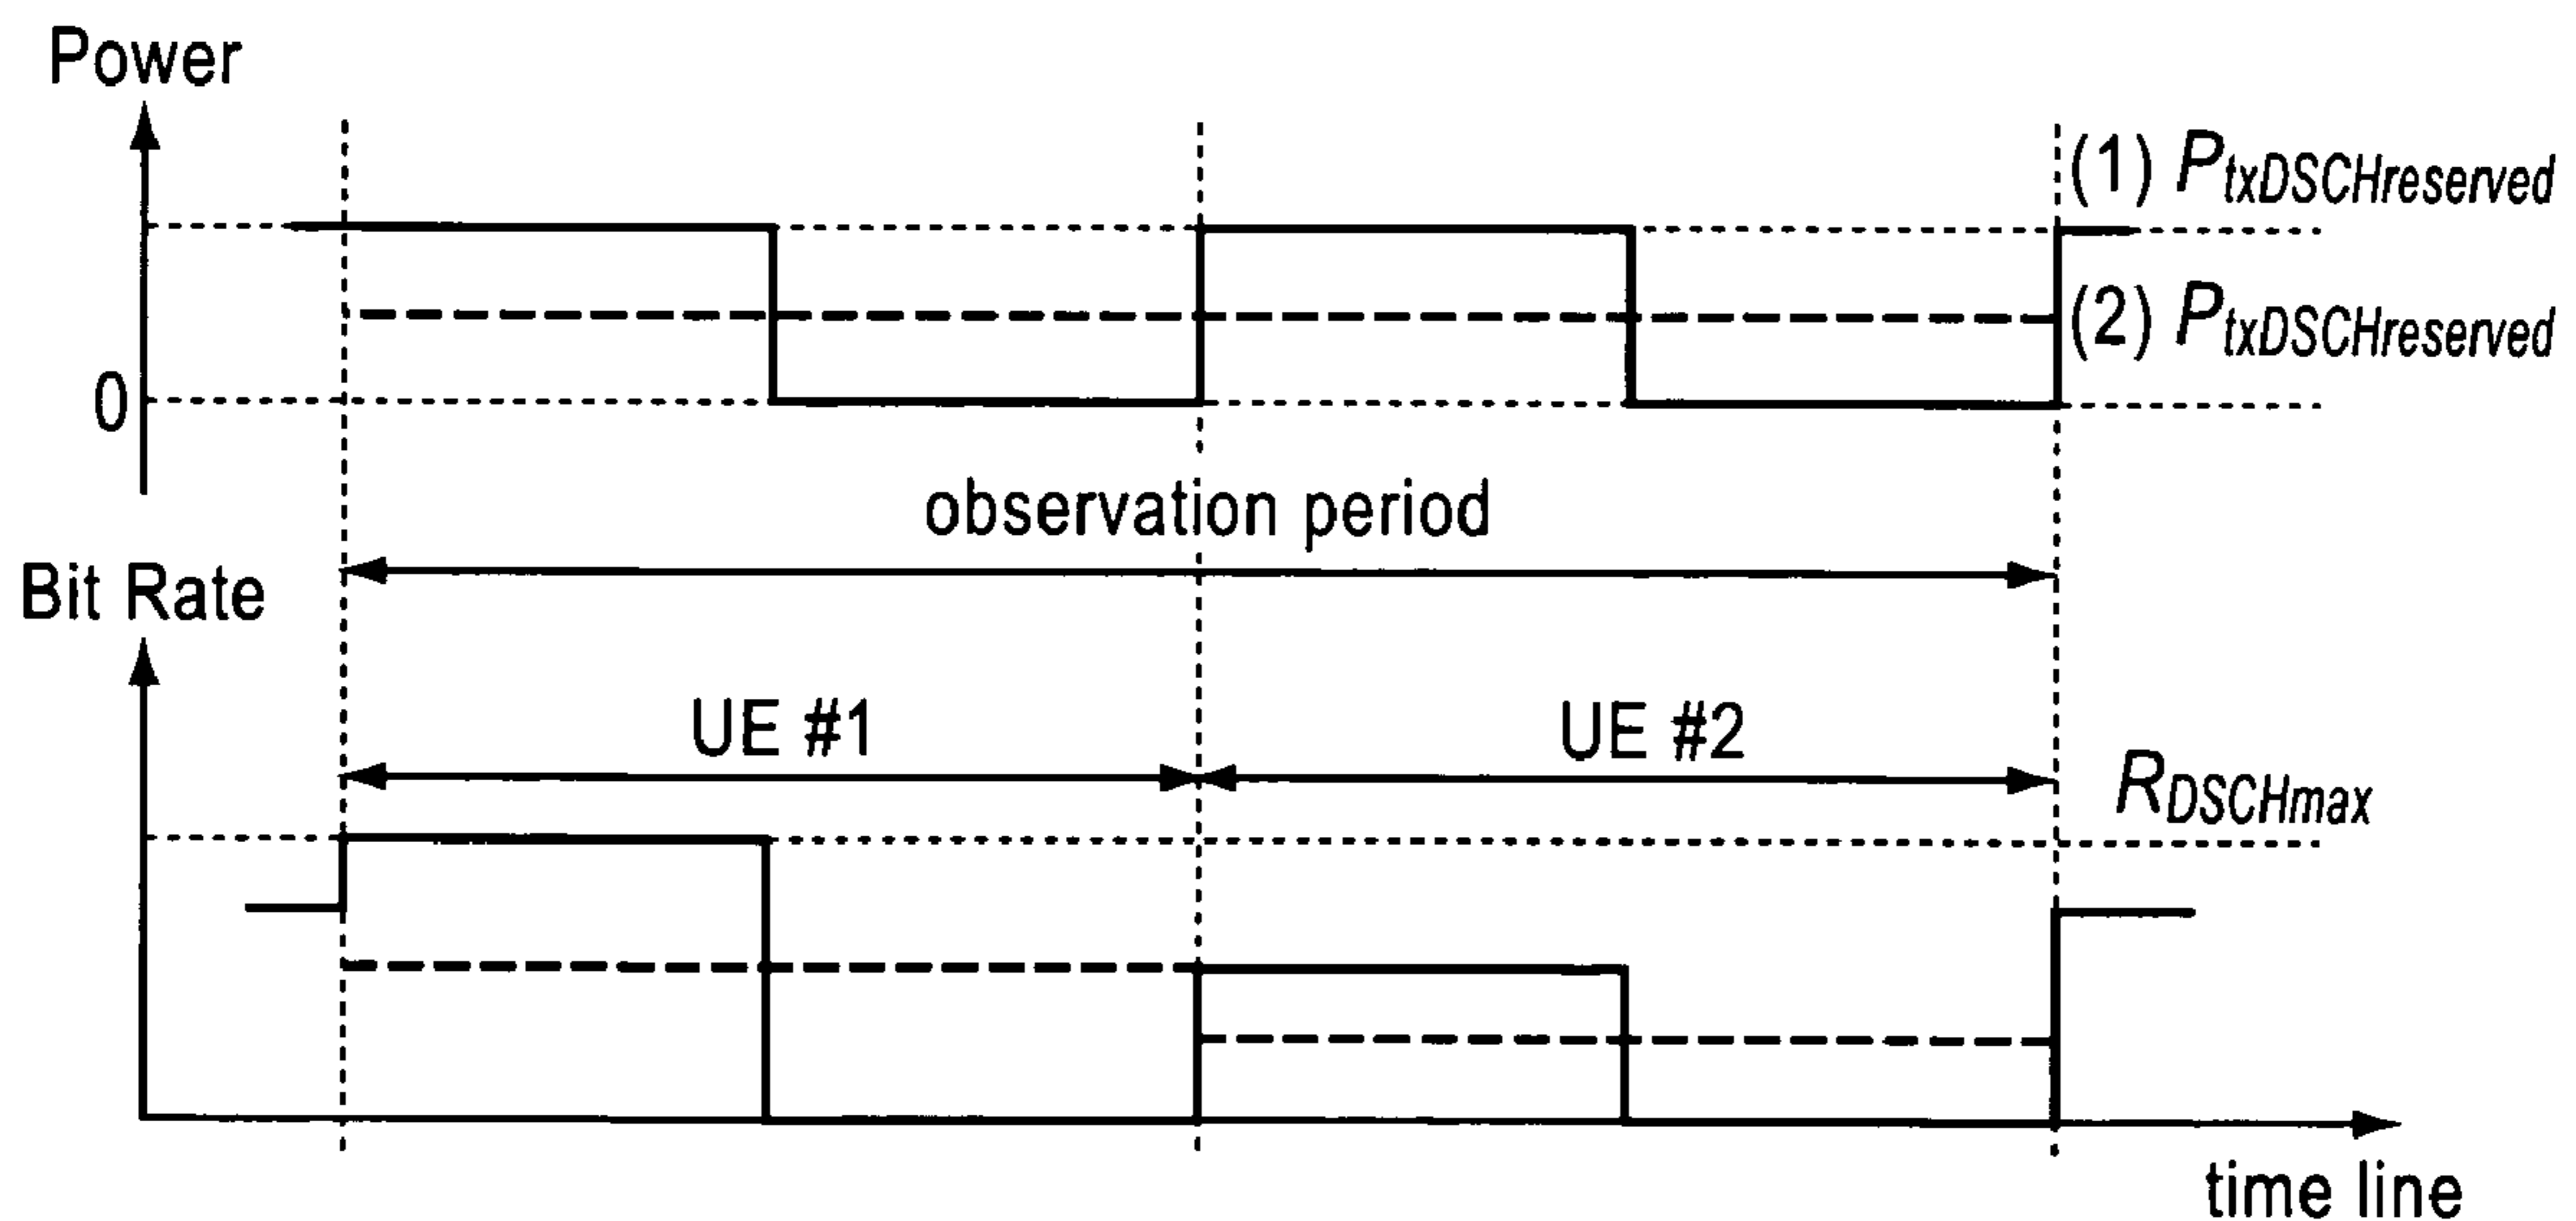 Power
(1) PtxDSCHreserved
(2) PtxDSCHreserved
0
observation period
Bit Rate
UE #1
UE #2
RDSCHmax
time line